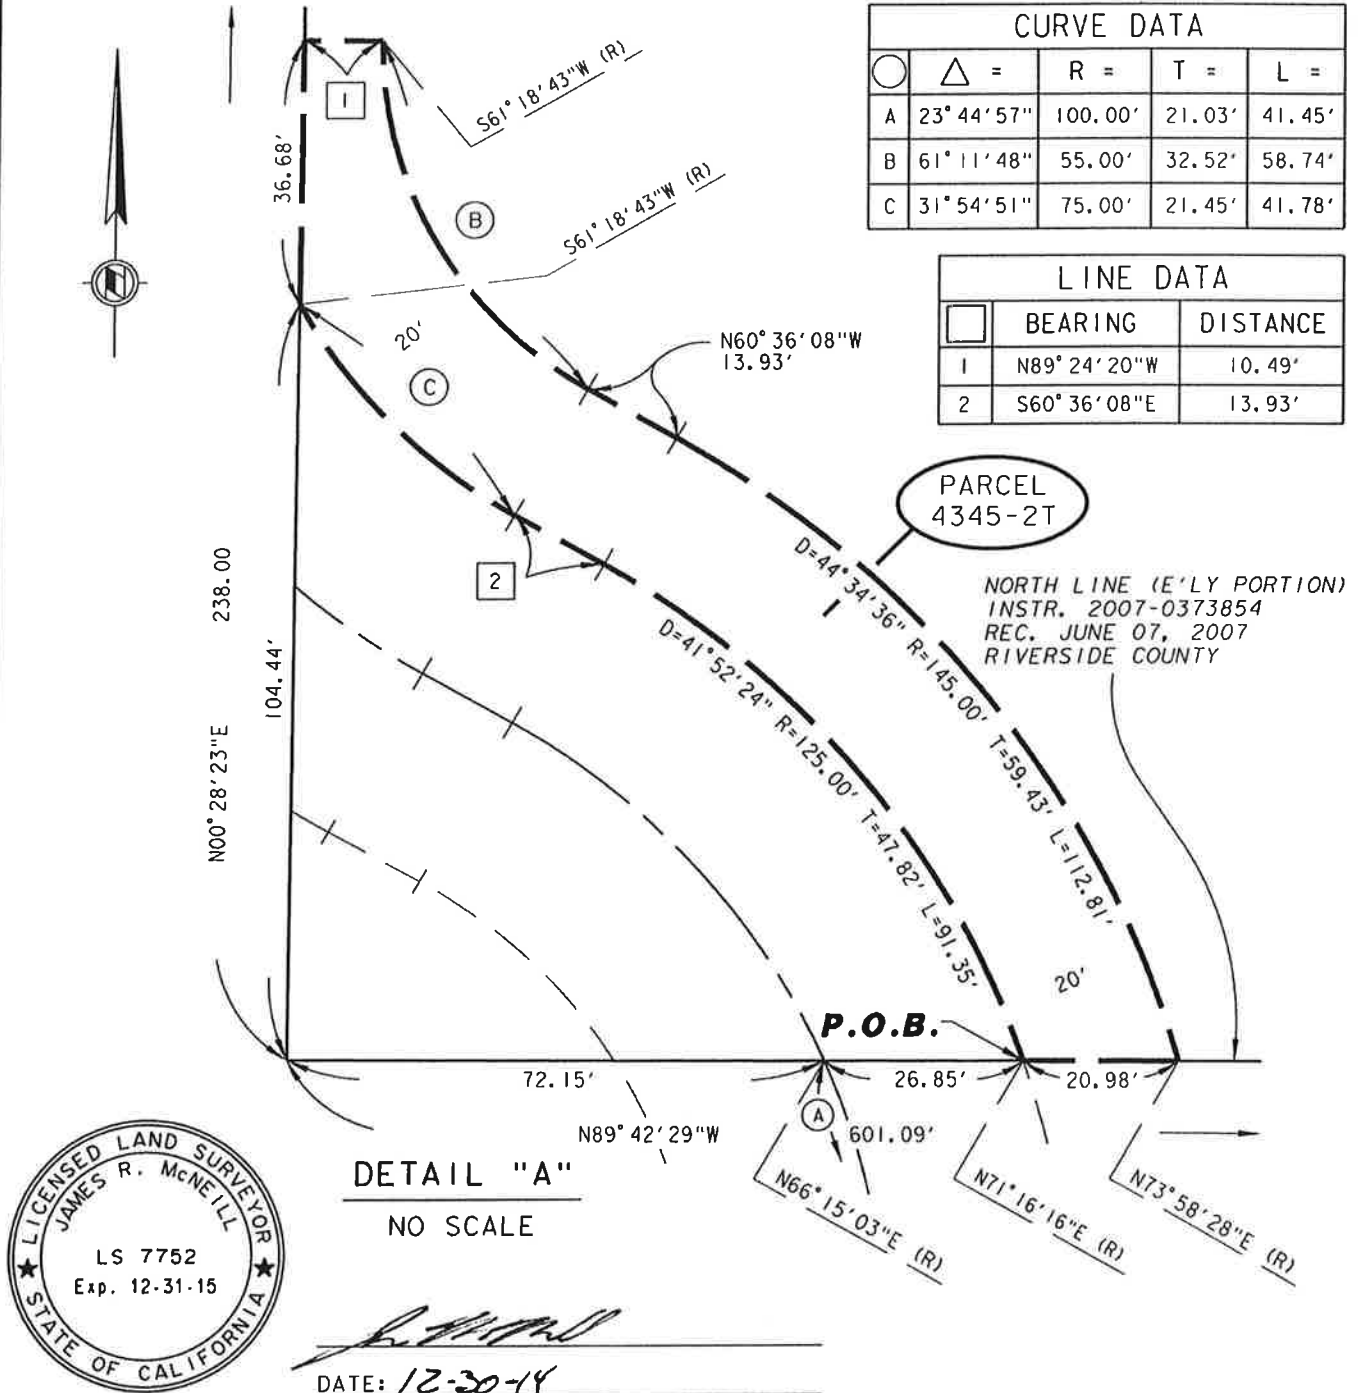 CURVE DATA
△ = R = T = L =
A 23°44'57" 100.00' 21.03' 41.45'
B 61°11'48" 55.00' 32.52' 58.74'
C 31°54'51" 75.00' 21.45' 41.78'
LINE DATA
BEARING DISTANCE
1 N89°24'20"W 10.49'
2 S60°36'08"E 13.93'
1
S61°18'43"W (R)
36.68'
B
S61°18'43"W (R)
20'
C
N60°36'08"W
13.93'
PARCEL
4345-2T
2
238.00
104.44'
N00°28'23"E
D=44°34'36" R=145.00' T=59.43' L=112.81'
D=41°52'24" R=125.00' T=47.82' L=91.35'
NORTH LINE (E'LY PORTION)
INSTR. 2007-0373854
REC. JUNE 07, 2007
RIVERSIDE COUNTY
20'
P.O.B.
72.15'
26.85'
20.98'
N89°42'29"W
A
601.09'
N66°15'03"E (R)
N71°16'16"E (R)
N73°58'28"E (R)
DETAIL "A"
NO SCALE
LICENSED LAND SURVEYOR
JAMES R. McNEILL
LS 7752
Exp. 12-31-15
STATE OF CALIFORNIA
DATE: 12-30-14